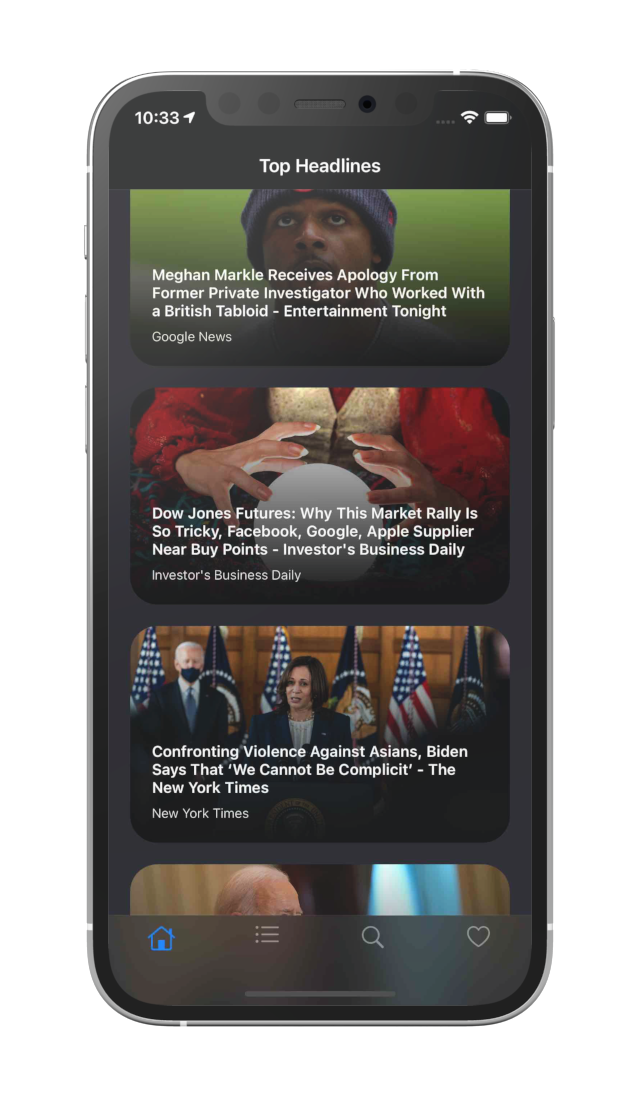 10:33
Top Headlines
Meghan Markle Receives Apology From
Former Private Investigator Who Worked With
a British Tabloid - Entertainment Tonight
Google News
Dow Jones Futures: Why This Market Rally Is
So Tricky, Facebook, Google, Apple Supplier
Near Buy Points - Investor's Business Daily
Investor's Business Daily
Confronting Violence Against Asians, Biden
Says That ‘We Cannot Be Complicit’ - The
New York Times
New York Times